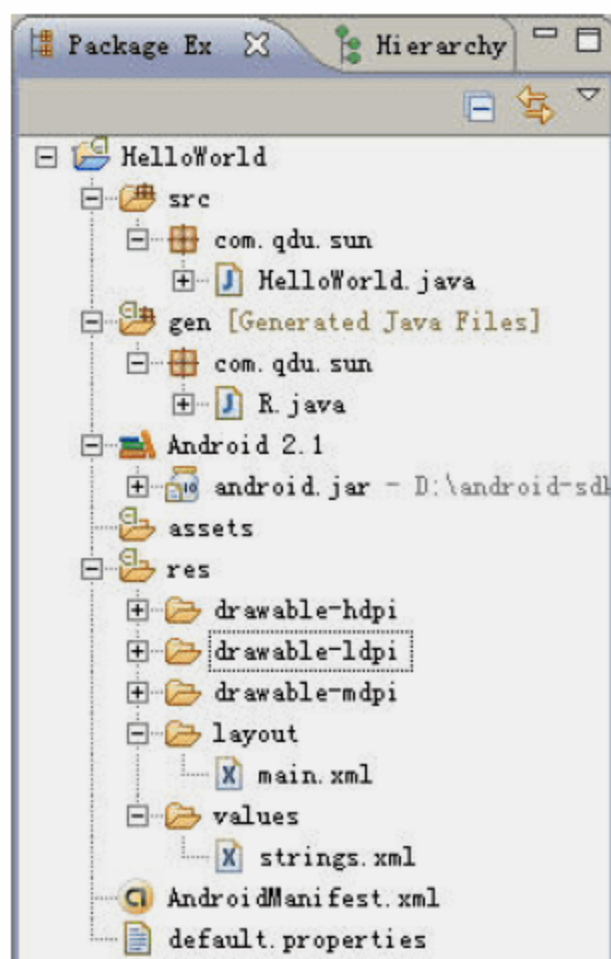 Package Ex Hierarchy
HelloWorld
src
com.qdu.sun
HelloWorld.java
gen [Generated Java Files]
com.qdu.sun
R.java
Android 2.1
android.jar - D:\android-sdk
assets
res
drawable-hdpi
drawable-ldpi
drawable-mdpi
layout
main.xml
values
strings.xml
AndroidManifest.xml
default.properties